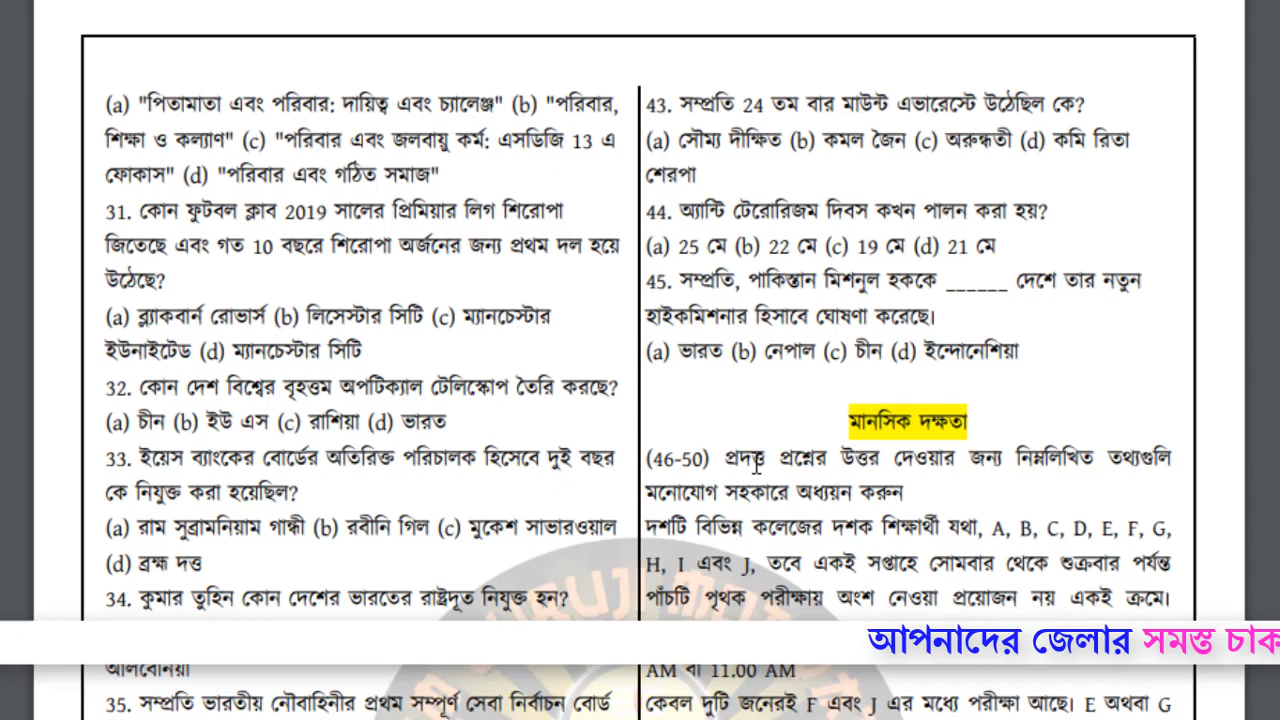 (a) "পিতামাতা এবং পরিবার: দায়িত্ব এবং চ্যালেঞ্জ" (b) "পরিবার,
শিক্ষা ও কল্যাণ" (c) "পরিবার এবং জলবায়ু কর্ম: এসডিজি 13 এ
ফোকাস" (d) "পরিবার এবং গঠিত সমাজ"
31. কোন ফুটবল ক্লাব 2019 সালের প্রিমিয়ার লিগ শিরোপা
জিতেছে এবং গত 10 বছরে শিরোপা অর্জনের জন্য প্রথম দল হয়ে
উঠেছে?
(a) ব্ল্যাকবার্ন রোভার্স (b) লিসেস্টার সিটি (c) ম্যানচেস্টার
ইউনাইটেড (d) ম্যানচেস্টার সিটি
32. কোন দেশ বিশ্বের বৃহত্তম অপটিক্যাল টেলিস্কোপ তৈরি করছে?
(a) চীন (b) ইউ এস (c) রাশিয়া (d) ভারত
33. ইয়েস ব্যাংকের বোর্ডের অতিরিক্ত পরিচালক হিসেবে দুই বছর
কে নিযুক্ত করা হয়েছিল?
(a) রাম সুব্রামনিয়াম গান্ধী (b) রবীনি গিল (c) মুকেশ সাভারওয়াল
(d) ব্রহ্ম দত্ত
34. কুমার তুহিন কোন দেশের ভারতের রাষ্ট্রদূত নিযুক্ত হন?
আলবেনিয়া
35. সম্প্রতি ভারতীয় নৌবাহিনীর প্রথম সম্পূর্ণ সেবা নির্বাচন বোর্ড
43. সম্প্রতি 24 তম বার মাউন্ট এভারেস্টে উঠেছিল কে?
(a) সৌম্য দীক্ষিত (b) কমল জৈন (c) অরুন্ধতী (d) কমি রিতা
শেরপা
44. অ্যান্টি টেরোরিজম দিবস কখন পালন করা হয়?
(a) 25 মে (b) 22 মে (c) 19 মে (d) 21 মে
45. সম্প্রতি, পাকিস্তান মিশনুল হককে ______ দেশে তার নতুন
হাইকমিশনার হিসাবে ঘোষণা করেছে।
(a) ভারত (b) নেপাল (c) চীন (d) ইন্দোনেশিয়া
মানসিক দক্ষতা
(46-50) প্রদত্ত প্রশ্নের উত্তর দেওয়ার জন্য নিম্নলিখিত তথ্যগুলি
মনোযোগ সহকারে অধ্যয়ন করুন
দশটি বিভিন্ন কলেজের দশক শিক্ষার্থী যথা, A, B, C, D, E, F, G,
H, I এবং J, তবে একই সপ্তাহে সোমবার থেকে শুক্রবার পর্যন্ত
পাঁচটি পৃথক পরীক্ষায় অংশ নেওয়া প্রয়োজন নয় একই ক্রমে।
AM বা 11.00 AM
কেবল দুটি জনেরই F এবং J এর মধ্যে পরীক্ষা আছে। E অথবা G
আপনাদের জেলার সমস্ত চাক